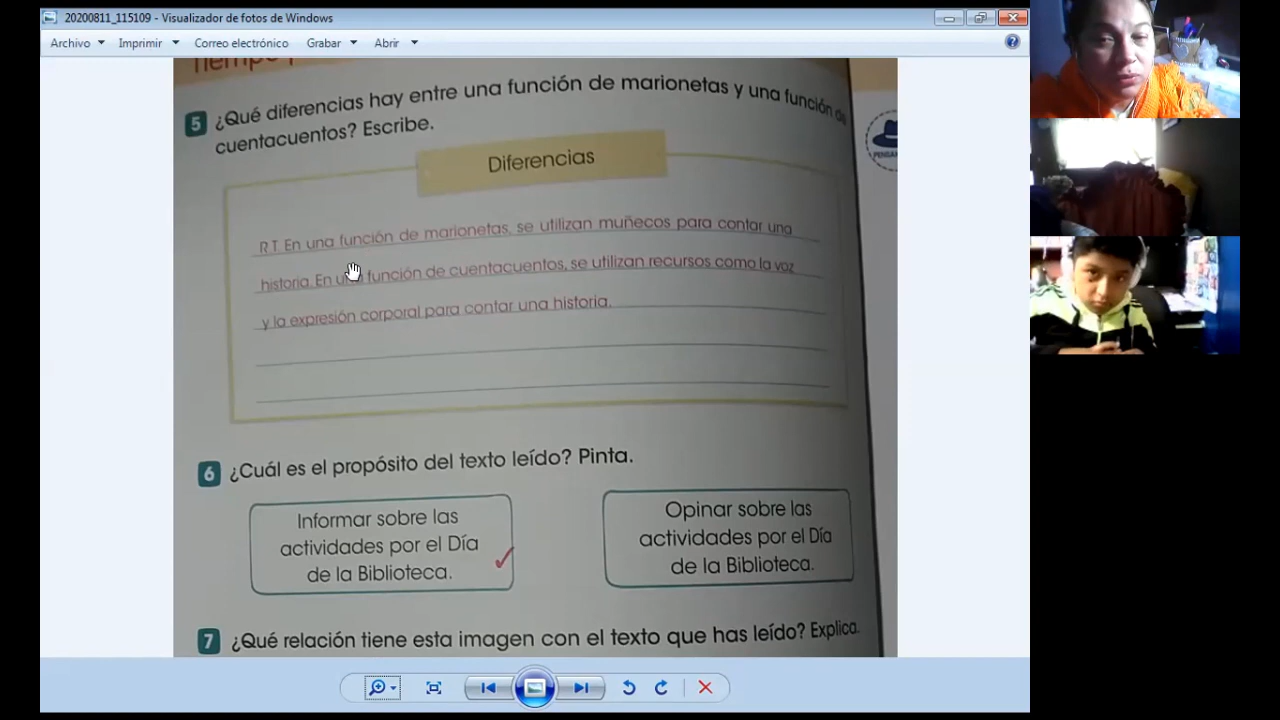 20200811_115109 - Visualizador de fotos de Windows
Archivo Imprimir Correo electrónico Grabar Abrir
5 ¿Qué diferencias hay entre una función de marionetas y una función de
cuentacuentos? Escribe.
Diferencias
R T En una función de marionetas, se utilizan muñecos para contar una
historia. En una función de cuentacuentos, se utilizan recursos como la voz
y la expresión corporal para contar una historia.
6 ¿Cuál es el propósito del texto leído? Pinta.
Informar sobre las
actividades por el Día
de la Biblioteca.
Opinar sobre las
actividades por el Día
de la Biblioteca.
7 ¿Qué relación tiene esta imagen con el texto que has leído? Explica.